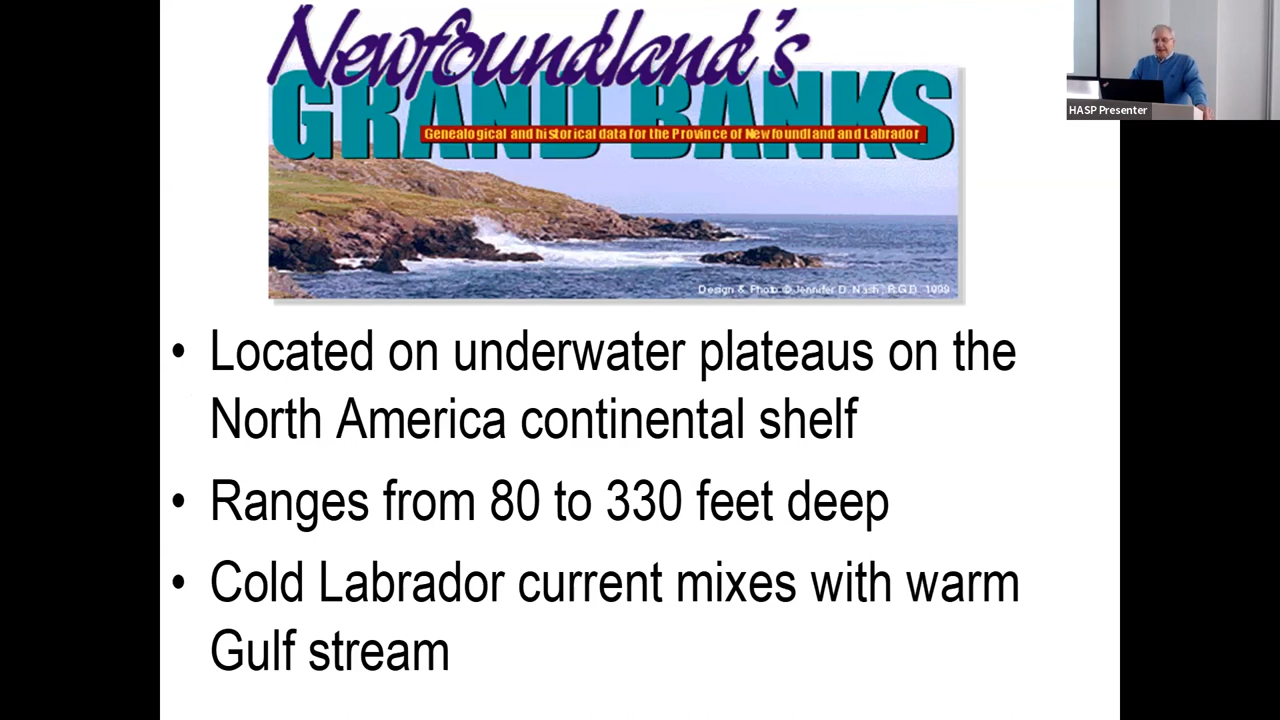 Newfoundland's
GRAND BANKS
Genealogical and historical data for the Province of Newfoundland and Labrador
HASP Presenter
Design & Photo © Jennifer D. Nash, R.G.D. 1999
• Located on underwater plateaus on the
North America continental shelf
• Ranges from 80 to 330 feet deep
• Cold Labrador current mixes with warm
Gulf stream